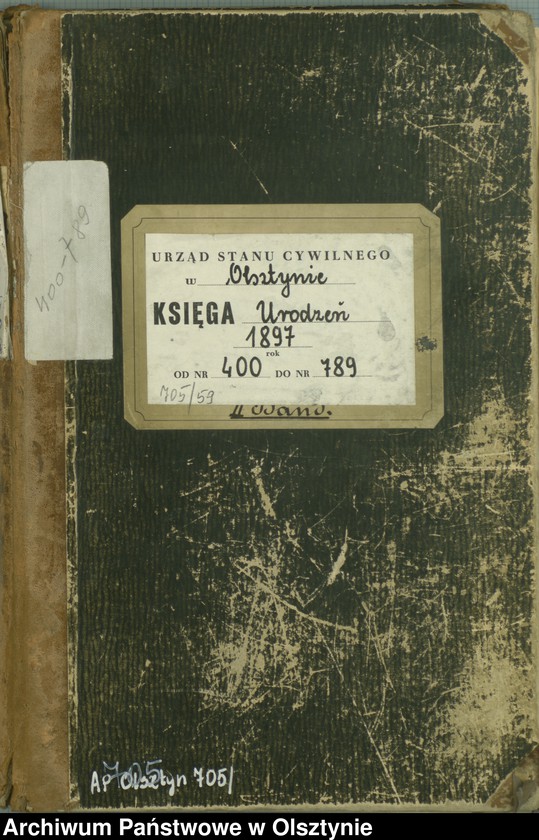 400-789
URZĄD STANU CYWILNEGO
w Olsztynie
KSIĘGA Urodzeń
1897
rok
OD NR 400 DO NR 789
705/59
II Band.
705
AP Olsztyn 705/
Archiwum Państwowe w Olsztynie